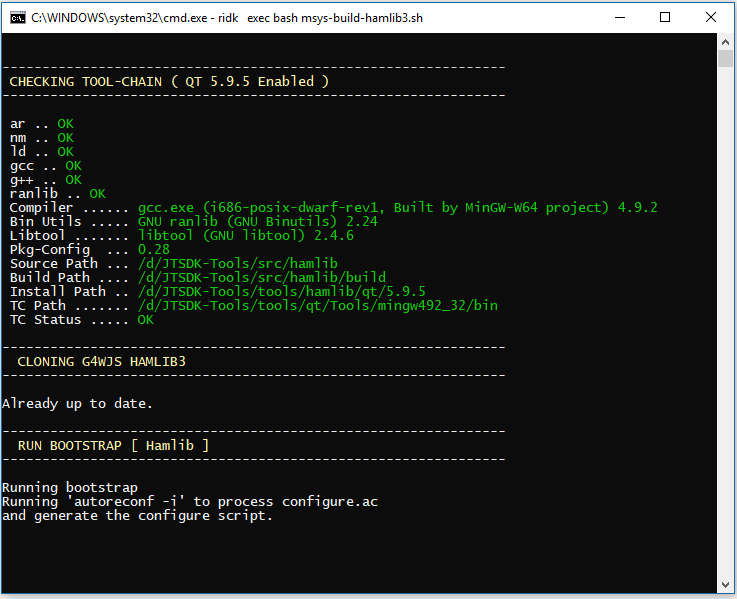 C:\WINDOWS\system32\cmd.exe - ridk exec bash msys-build-hamlib3.sh
---------------------------------------------------------------
CHECKING TOOL-CHAIN ( QT 5.9.5 Enabled )
---------------------------------------------------------------
ar .. OK
nm .. OK
ld .. OK
gcc .. OK
g++ .. OK
ranlib .. OK
Compiler ...... gcc.exe (i686-posix-dwarf-rev1, Built by MinGW-W64 project) 4.9.2
Bin Utils ..... GNU ranlib (GNU Binutils) 2.24
Libtool ....... libtool (GNU libtool) 2.4.6
Pkg-Config  ... 0.28
Source Path ... /d/JTSDK-Tools/src/hamlib
Build Path .... /d/JTSDK-Tools/src/hamlib/build
Install Path .. /d/JTSDK-Tools/tools/hamlib/qt/5.9.5
TC Path ....... /d/JTSDK-Tools/tools/qt/Tools/mingw492_32/bin
TC Status ..... OK
---------------------------------------------------------------
CLONING G4WJS HAMLIB3
---------------------------------------------------------------
Already up to date.
---------------------------------------------------------------
RUN BOOTSTRAP [ Hamlib ]
---------------------------------------------------------------
Running bootstrap
Running 'autoreconf -i' to process configure.ac
and generate the configure script.